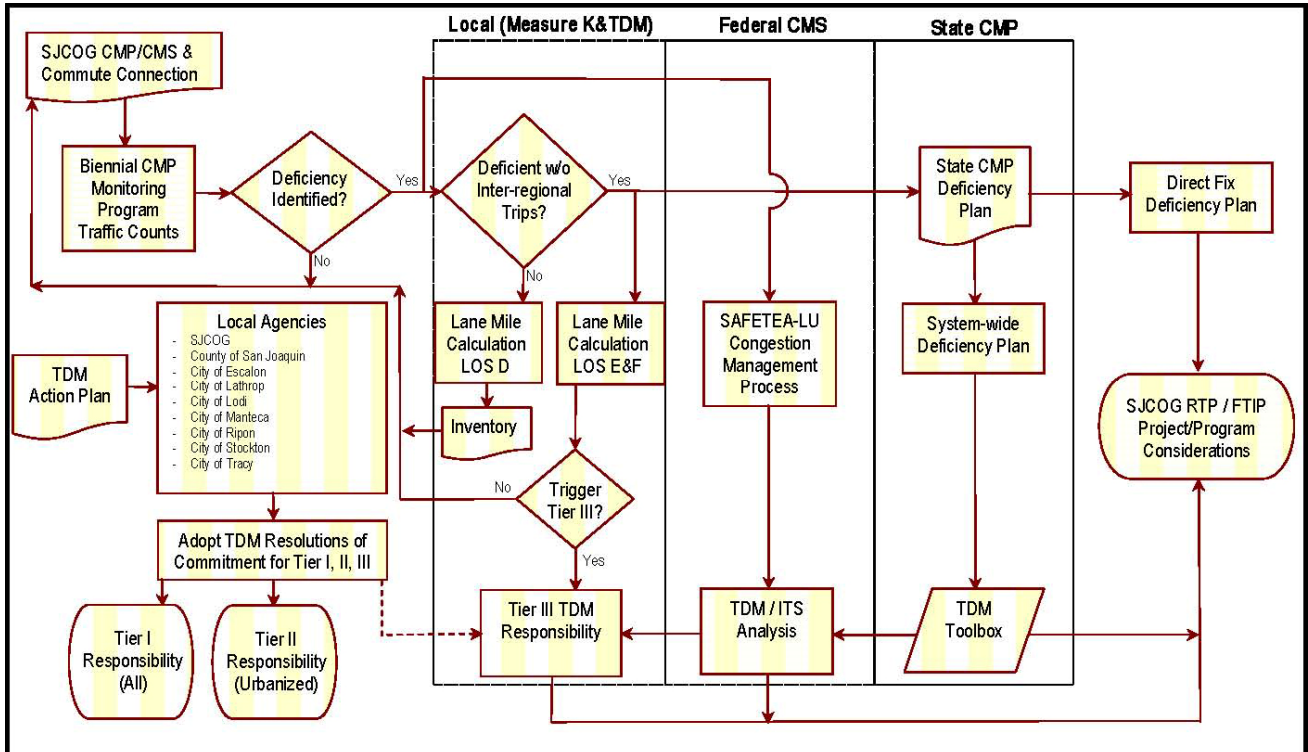 Local (Measure K&TDM)
Federal CMS
State CMP
SJCOG CMP/CMS &
Commute Connection
Biennial CMP
Monitoring
Program
Traffic Counts
Deficiency
Identified?
Yes
No
Deficient w/o
Inter-regional
Trips?
Yes
No
State CMP
Deficiency
Plan
Direct Fix
Deficiency Plan
Local Agencies
- SJCOG
- County of San Joaquin
- City of Escalon
- City of Lathrop
- City of Lodi
- City of Manteca
- City of Ripon
- City of Stockton
- City of Tracy
TDM
Action Plan
Lane Mile
Calculation
LOS D
Lane Mile
Calculation
LOS E&F
SAFETEA-LU
Congestion
Management
Process
System-wide
Deficiency Plan
Inventory
SJCOG RTP / FTIP
Project/Program
Considerations
No
Trigger
Tier III?
Yes
Adopt TDM Resolutions of
Commitment for Tier I, II, III
Tier I
Responsibility
(All)
Tier II
Responsibility
(Urbanized)
Tier III TDM
Responsibility
TDM / ITS
Analysis
TDM
Toolbox